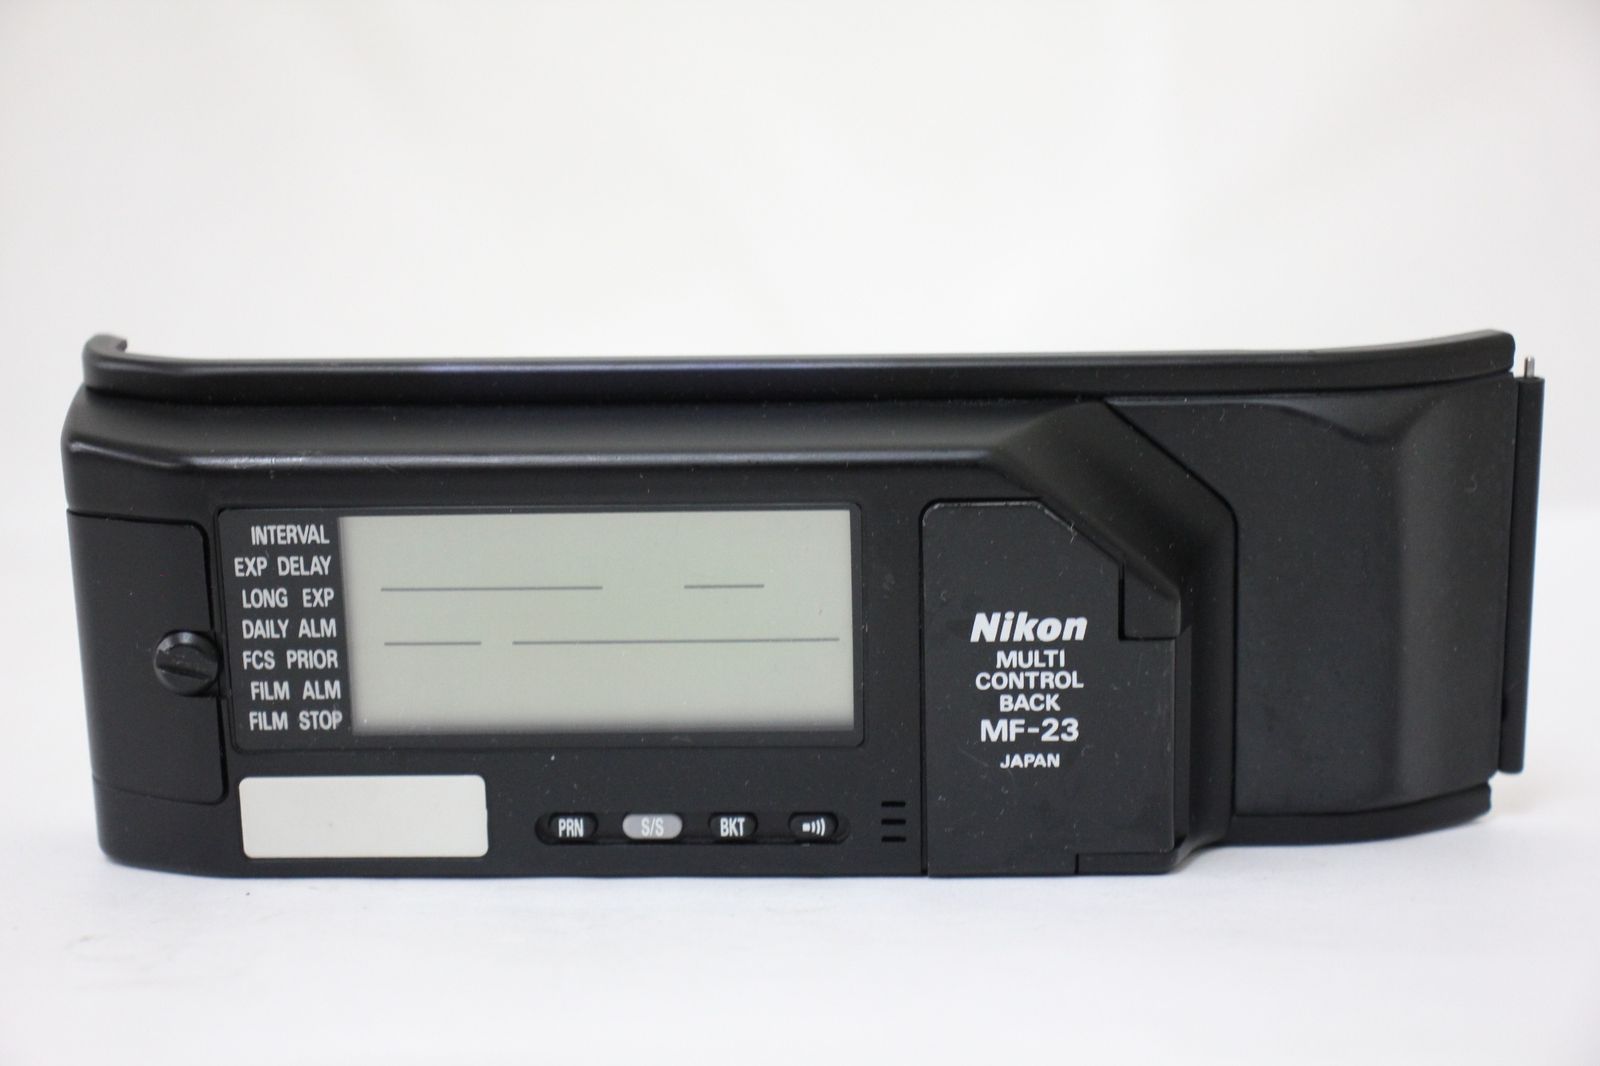 INTERVAL
EXP DELAY
LONG EXP
DAILY ALM
FCS PRIOR
FILM ALM
FILM STOP
PRN
S/S
BKT
Nikon
MULTI
CONTROL
BACK
MF-23
JAPAN